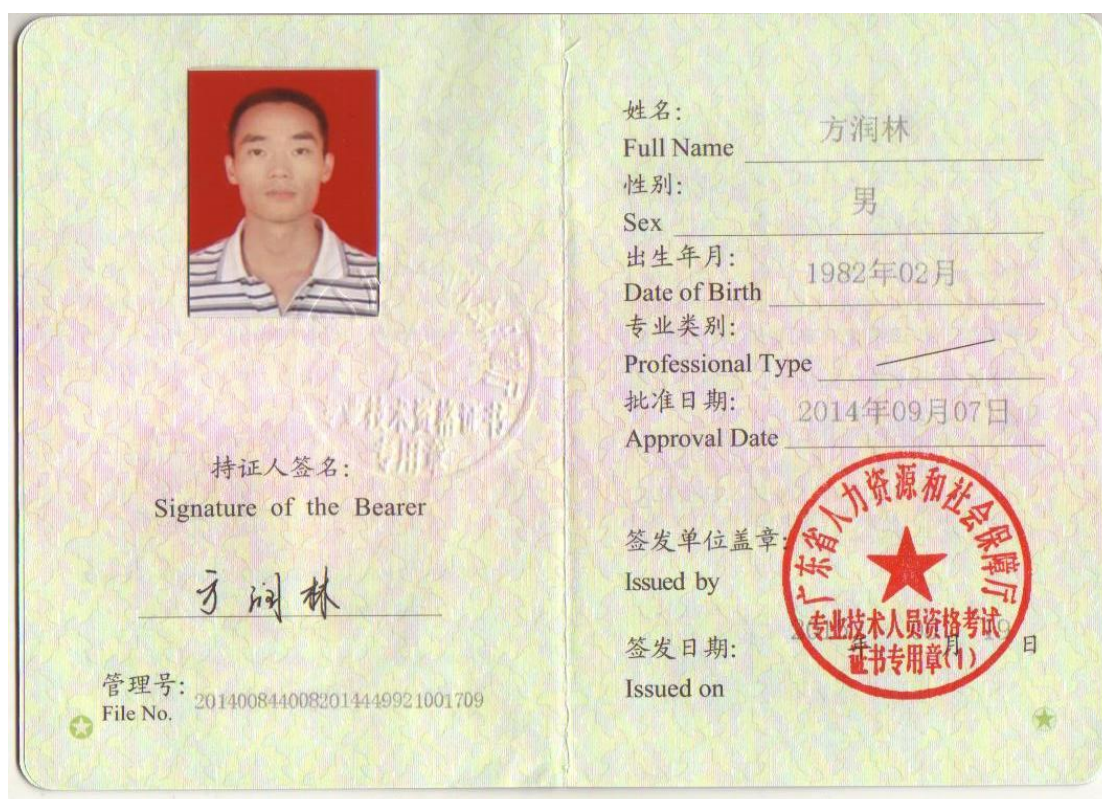 持证人签名:
Signature of the Bearer
方润林
管理号:
File No. 2014008440082014449921001709
姓名:
Full Name 方润林
性别:
Sex 男
出生年月:
Date of Birth 1982年02月
专业类别:
Professional Type
批准日期:
Approval Date 2014年09月07日
签发单位盖章:
Issued by
广东省人力资源和社会保障厅
专业技术人员资格考试
证书专用章(1)
签发日期: 年 月 19 日
Issued on